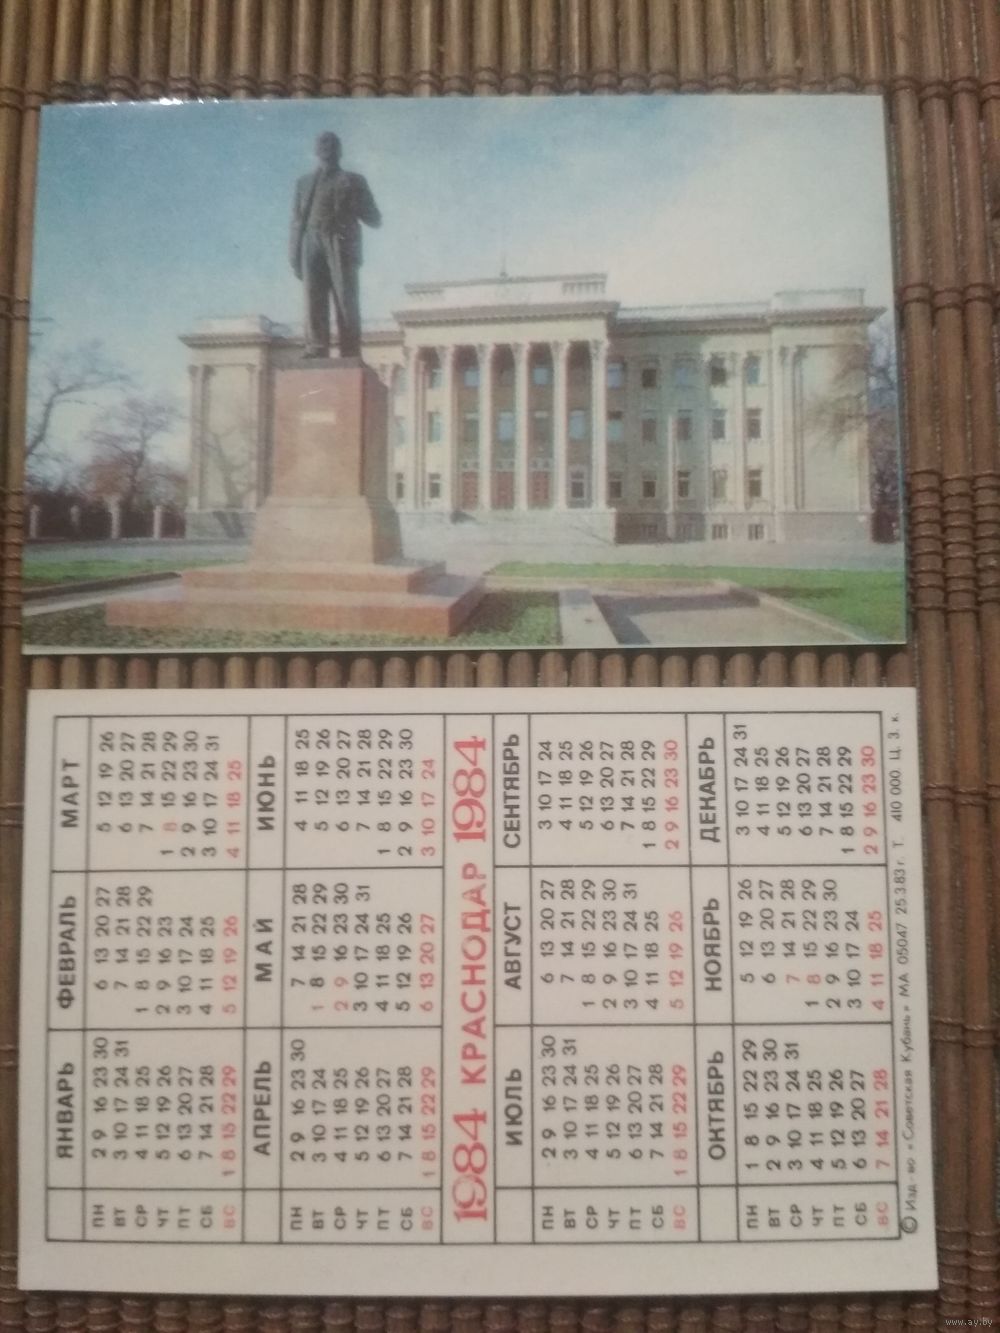 ЯНВАРЬ ФЕВРАЛЬ МАРТ
ПН 2 9 16 23 30 6 13 20 27 5 12 19 26
ВТ 3 10 17 24 31 7 14 21 28 6 13 20 27
СР 4 11 18 25 1 8 15 22 29 7 14 21 28
ЧТ 5 12 19 26 2 9 16 23 1 8 15 22 29
ПТ 6 13 20 27 3 10 17 24 2 9 16 23 30
СБ 7 14 21 28 4 11 18 25 3 10 17 24 31
ВС 1 8 15 22 29 5 12 19 26 4 11 18 25
АПРЕЛЬ МАЙ ИЮНЬ
ПН 2 9 16 23 30 7 14 21 28 4 11 18 25
ВТ 3 10 17 24 1 8 15 22 29 5 12 19 26
СР 4 11 18 25 2 9 16 23 30 6 13 20 27
ЧТ 5 12 19 26 3 10 17 24 31 7 14 21 28
ПТ 6 13 20 27 4 11 18 25 1 8 15 22 29
СБ 7 14 21 28 5 12 19 26 2 9 16 23 30
ВС 1 8 15 22 29 6 13 20 27 3 10 17 24
1984 КРАСНОДАР 1984
ИЮЛЬ АВГУСТ СЕНТЯБРЬ
ПН 2 9 16 23 30 6 13 20 27 3 10 17 24
ВТ 3 10 17 24 31 7 14 21 28 4 11 18 25
СР 4 11 18 25 1 8 15 22 29 5 12 19 26
ЧТ 5 12 19 26 2 9 16 23 30 6 13 20 27
ПТ 6 13 20 27 3 10 17 24 31 7 14 21 28
СБ 7 14 21 28 4 11 18 25 1 8 15 22 29
ВС 1 8 15 22 29 5 12 19 26 2 9 16 23 30
ОКТЯБРЬ НОЯБРЬ ДЕКАБРЬ
ПН 1 8 15 22 29 5 12 19 26 3 10 17 24 31
ВТ 2 9 16 23 30 6 13 20 27 4 11 18 25
СР 3 10 17 24 31 7 14 21 28 5 12 19 26
ЧТ 4 11 18 25 1 8 15 22 29 6 13 20 27
ПТ 5 12 19 26 2 9 16 23 30 7 14 21 28
СБ 6 13 20 27 3 10 17 24 1 8 15 22 29
ВС 7 14 21 28 4 11 18 25 2 9 16 23 30
© Изд-во «Советская Кубань» МА 05047 25.3.83 г. Т. 410 000 Ц. 3 к.
www.ay.by